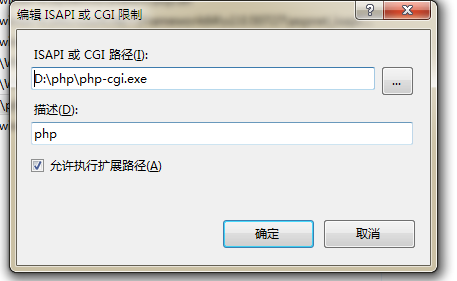 编辑 ISAPI 或 CGI 限制
ISAPI 或 CGI 路径(I):
D:\php\php-cgi.exe
...
描述(D):
php
允许执行扩展路径(A)
确定
取消